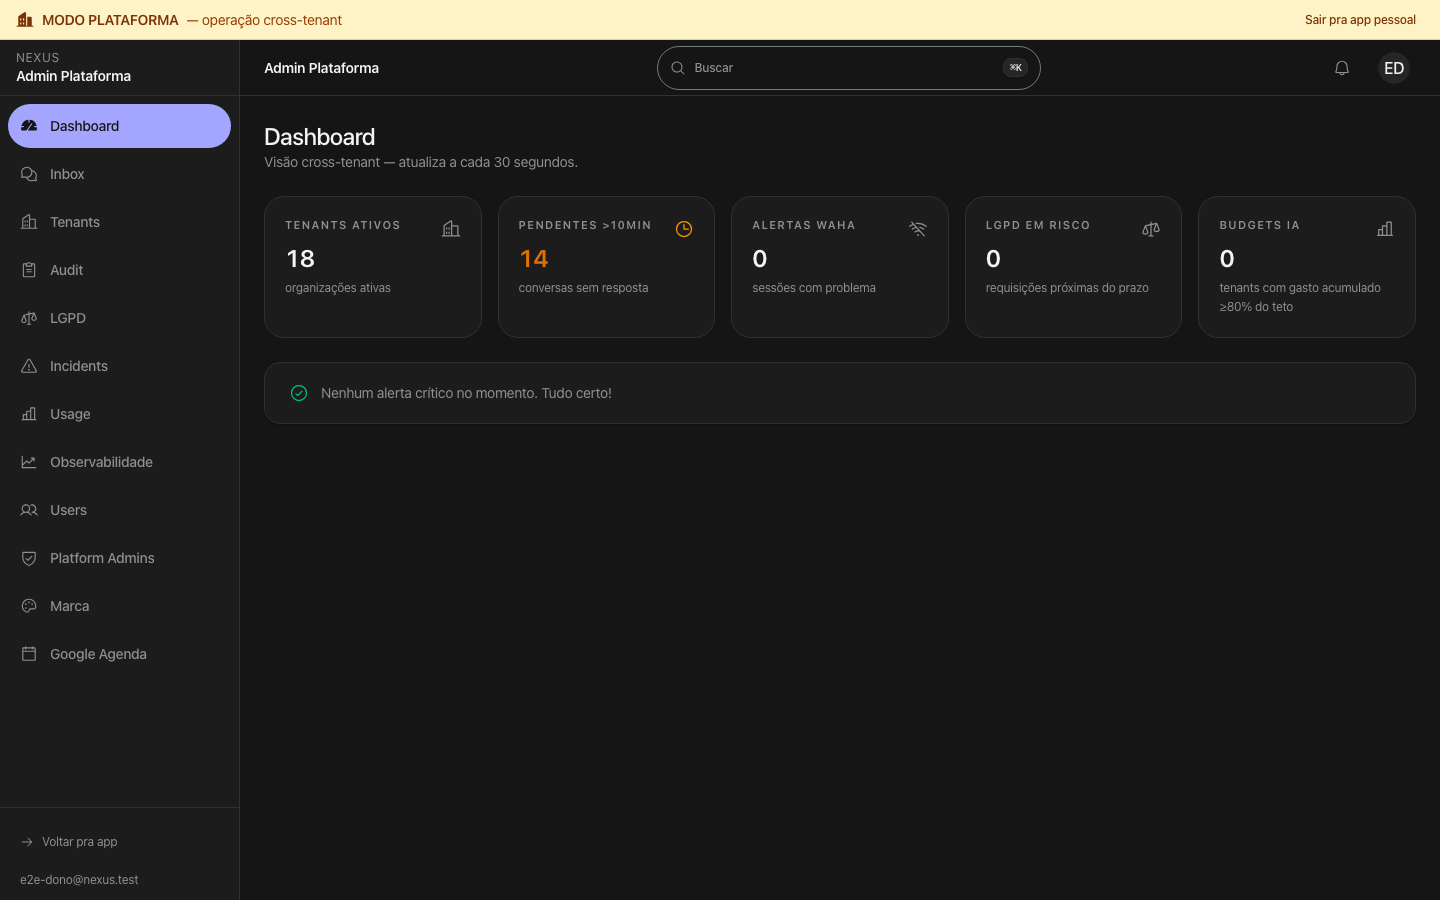 MODO PLATAFORMA — operação cross-tenant
Sair pra app pessoal
NEXUS
Admin Plataforma
Admin Plataforma
Buscar
⌘K
ED
Dashboard
Inbox
Tenants
Audit
LGPD
Incidents
Usage
Observabilidade
Users
Platform Admins
Marca
Google Agenda
Voltar pra app
e2e-dono@nexus.test
Dashboard
Visão cross-tenant — atualiza a cada 30 segundos.
TENANTS ATIVOS
18
organizações ativas
PENDENTES >10MIN
14
conversas sem resposta
ALERTAS WAHA
0
sessões com problema
LGPD EM RISCO
0
requisições próximas do prazo
BUDGETS IA
0
tenants com gasto acumulado
≥80% do teto
Nenhum alerta crítico no momento. Tudo certo!